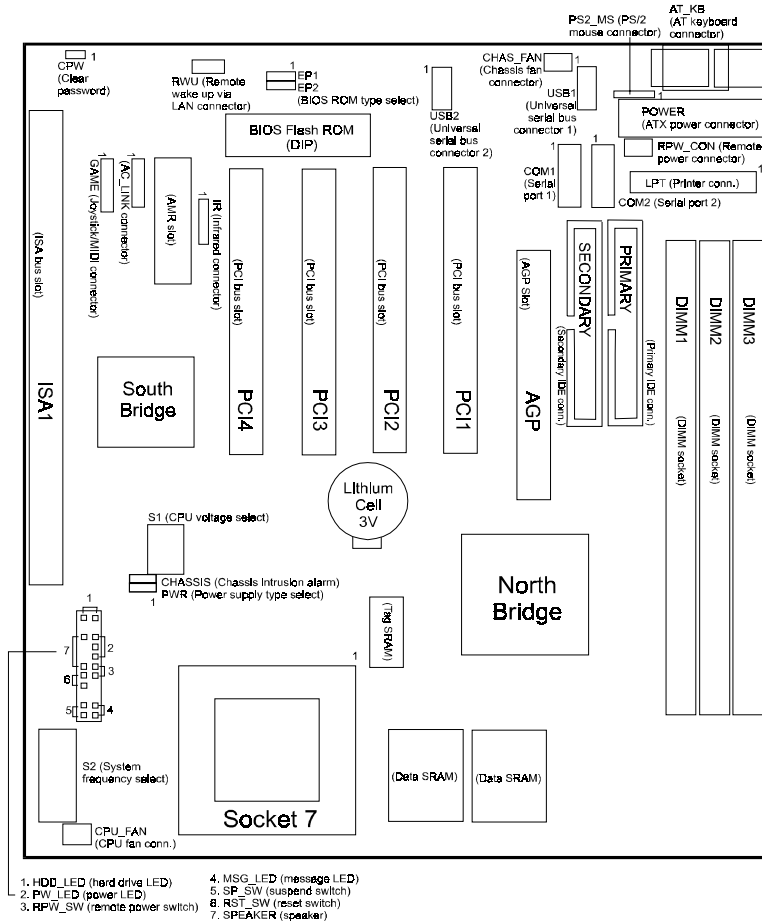 AT_KB
(AT keyboard
connector)
PS2_MS (PS/2
mouse connector)
1
CPW
(Clear
password)
RWU (Remote
wake up via
LAN connector)
1
EP1
EP2
(BIOS ROM type select)
1
USB2
(Universal
serial bus
connector 2)
CHAS_FAN
(Chassis fan
connector)
1
USB1
(Universal
serial bus
connector 1)
1
POWER
(ATX power connector)
RPW_CON (Remote
power connector)
BIOS Flash ROM
(DIP)
1
COM1
(Serial
port 1)
1
COM2 (Serial port 2)
LPT (Printer conn.)
1
ISA1
(ISA bus slot)
1
GAME (Joystick/MIDI connector)
1
(AC_LINK connector)
(AMR slot)
1
IR (Infrared connector)
PCI4
(PCI bus slot)
PCI3
(PCI bus slot)
PCI2
(PCI bus slot)
PCI1
(PCI bus slot)
AGP
(AGP Slot)
SECONDARY
(Secondary IDE conn.)
PRIMARY
(Primary IDE conn.)
DIMM1
(DIMM socket)
DIMM2
(DIMM socket)
DIMM3
(DIMM socket)
South
Bridge
Lithium
Cell
3V
S1 (CPU voltage select)
CHASSIS (Chassis Intrusion alarm)
PWR (Power supply type select)
1
North
Bridge
(Tag SRAM)
1
2
7
3
6
5
4
1
Socket 7
(Data SRAM)
(Data SRAM)
S2 (System
frequency select)
CPU_FAN
(CPU fan conn.)
1. HDD_LED (hard drive LED)
2. PW_LED (power LED)
3. RPW_SW (remote power switch)
4. MSG_LED (message LED)
5. SP_SW (suspend switch)
6. RST_SW (reset switch)
7. SPEAKER (speaker)